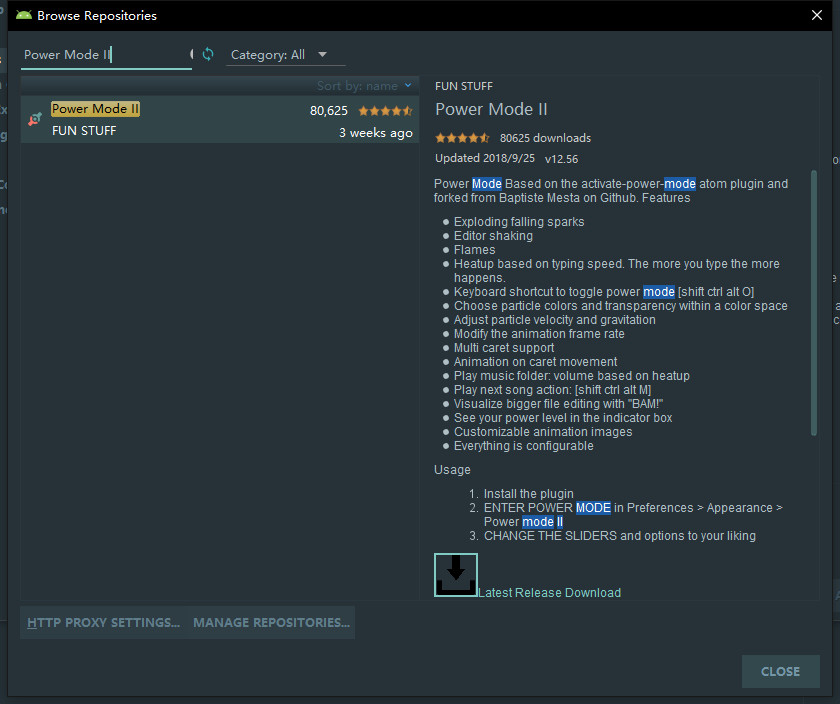 Browse Repositories
Power Mode II
Category: All
Sort by: name
Power Mode II
80,625
FUN STUFF
3 weeks ago
FUN STUFF
Power Mode II
80625 downloads
Updated 2018/9/25 v12.56
Power Mode Based on the activate-power-mode atom plugin and
forked from Baptiste Mesta on Github. Features
Exploding falling sparks
Editor shaking
Flames
Heatup based on typing speed. The more you type the more
happens.
Keyboard shortcut to toggle power mode [shift ctrl alt O]
Choose particle colors and transparency within a color space
Adjust particle velocity and gravitation
Modify the animation frame rate
Multi caret support
Animation on caret movement
Play music folder: volume based on heatup
Play next song action: [shift ctrl alt M]
Visualize bigger file editing with "BAM!"
See your power level in the indicator box
Customizable animation images
Everything is configurable
Usage
1. Install the plugin
2. ENTER POWER MODE in Preferences > Appearance >
Power mode II
3. CHANGE THE SLIDERS and options to your liking
Latest Release Download
HTTP PROXY SETTINGS...
MANAGE REPOSITORIES...
CLOSE